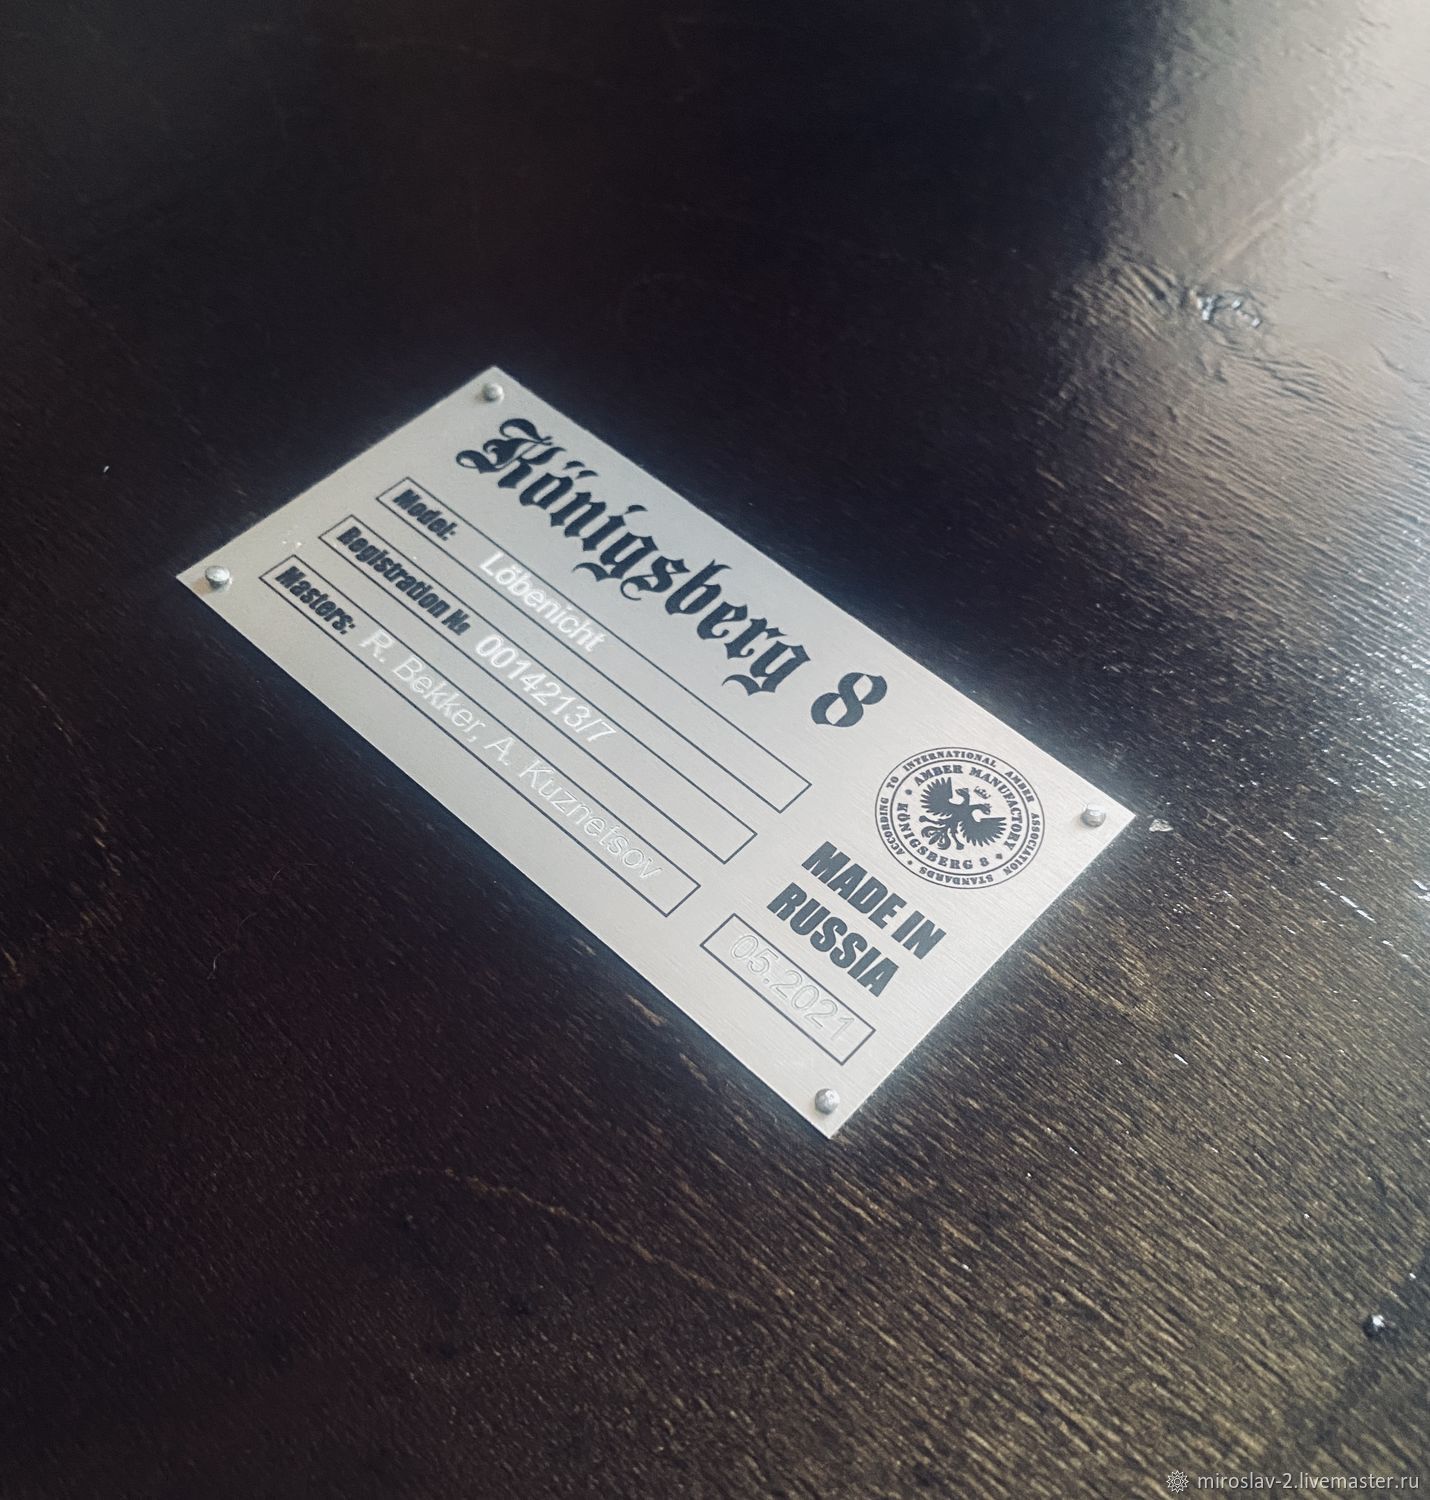 Königsberg 8
Model: Löbenicht
Registration № 0014213/7
Masters: R. Bekker, A. Kuznetsov
ACCORDING TO INTERNATIONAL AMBER ASSOCIATION STANDARDS
AMBER MANUFACTORY
KÖNIGSBERG 8
MADE IN
RUSSIA
05.2021
miroslav-2.livemaster.ru